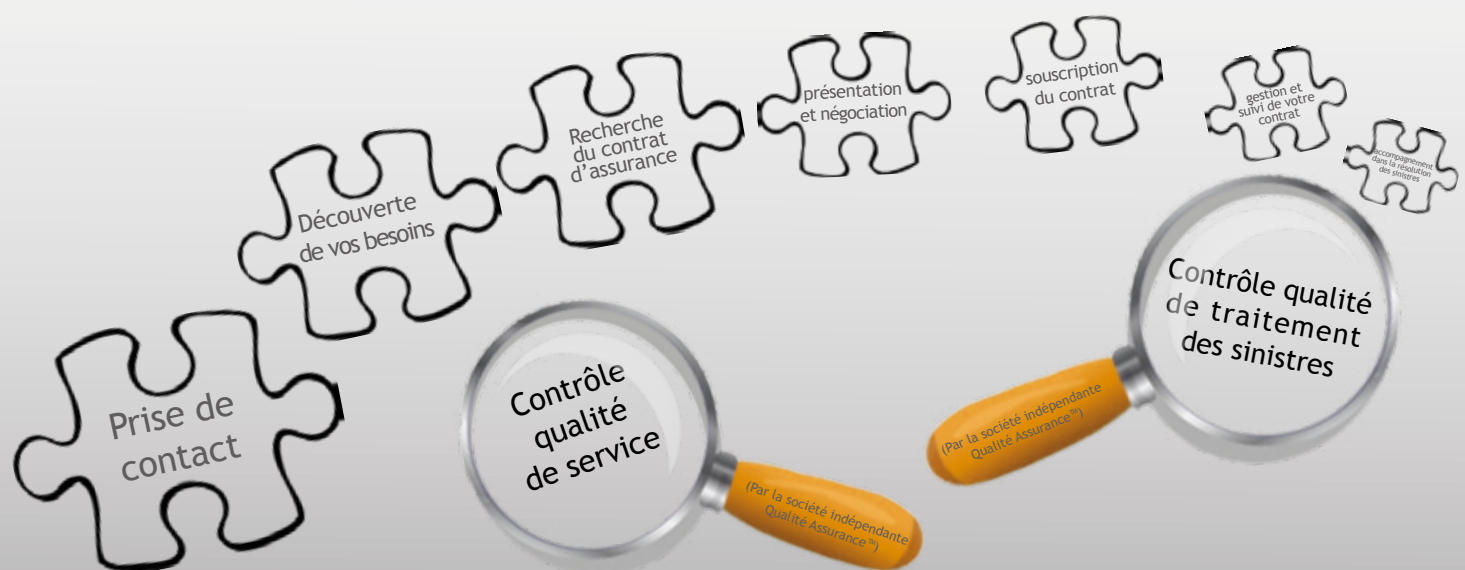 Prise de
contact
Découverte
de vos besoins
Recherche
du contrat
d'assurance
présentation
et négociation
souscription
du contrat
gestion et
suivi de votre
contrat
accompagnement
dans la résolution
des sinistres
Contrôle
qualité
de service
(Par la société indépendante
Qualité Assurance™)
Contrôle qualité
de traitement
des sinistres
(Par la société indépendante
Qualité Assurance™)